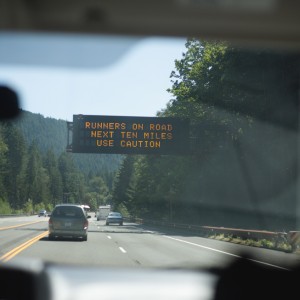 RUNNERS ON ROAD
NEXT TEN MILES
USE CAUTION